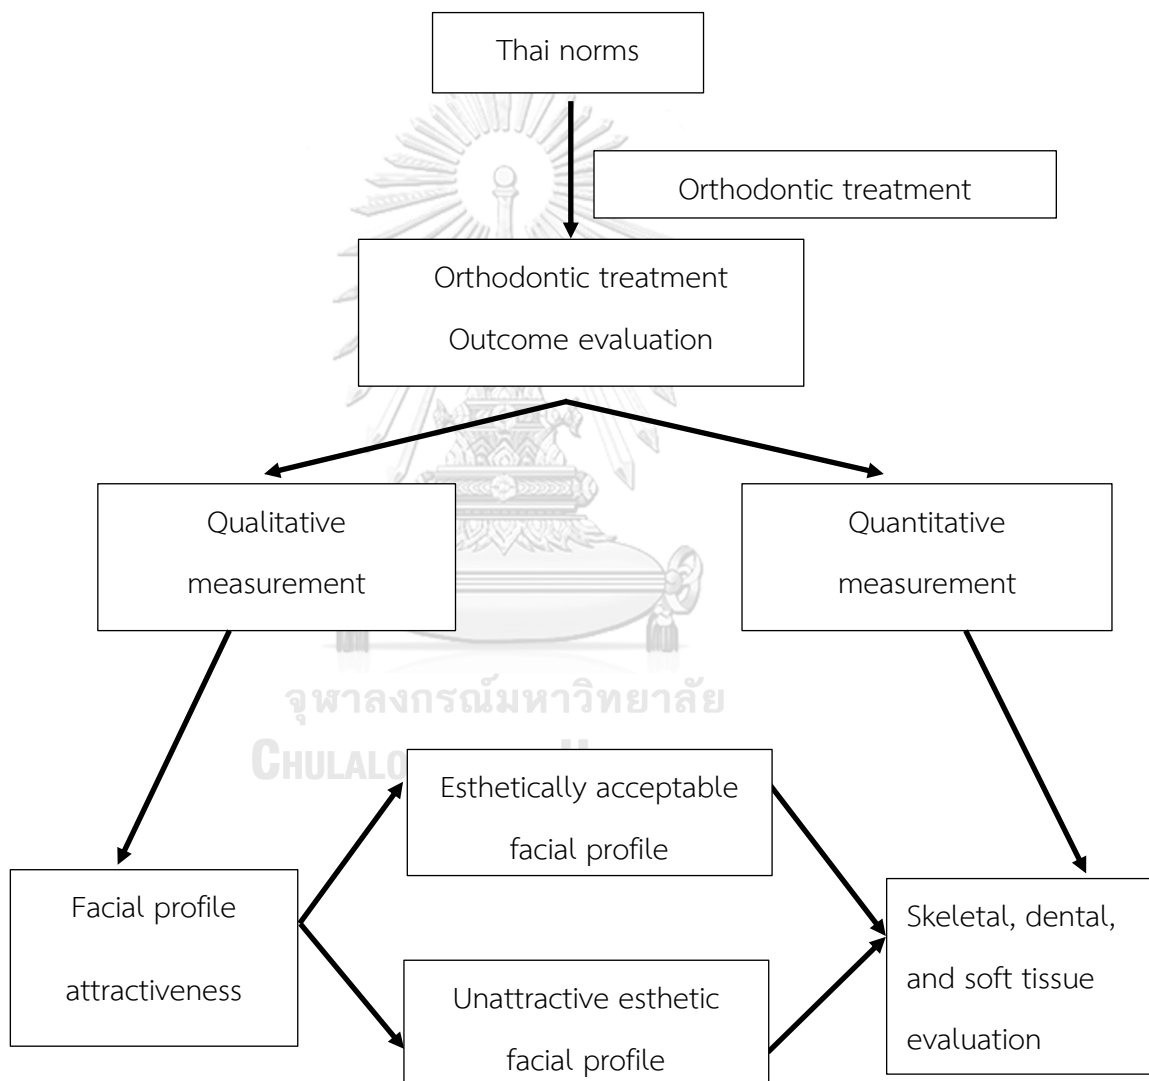 Thai norms
Orthodontic treatment
Orthodontic treatment
Outcome evaluation
Qualitative
measurement
Quantitative
measurement
จุฬาลงกรณ์มหาวิทยาลัย
CHULALO
Esthetically acceptable
facial profile
Facial profile
attractiveness
Unattractive esthetic
facial profile
Skeletal, dental,
and soft tissue
evaluation